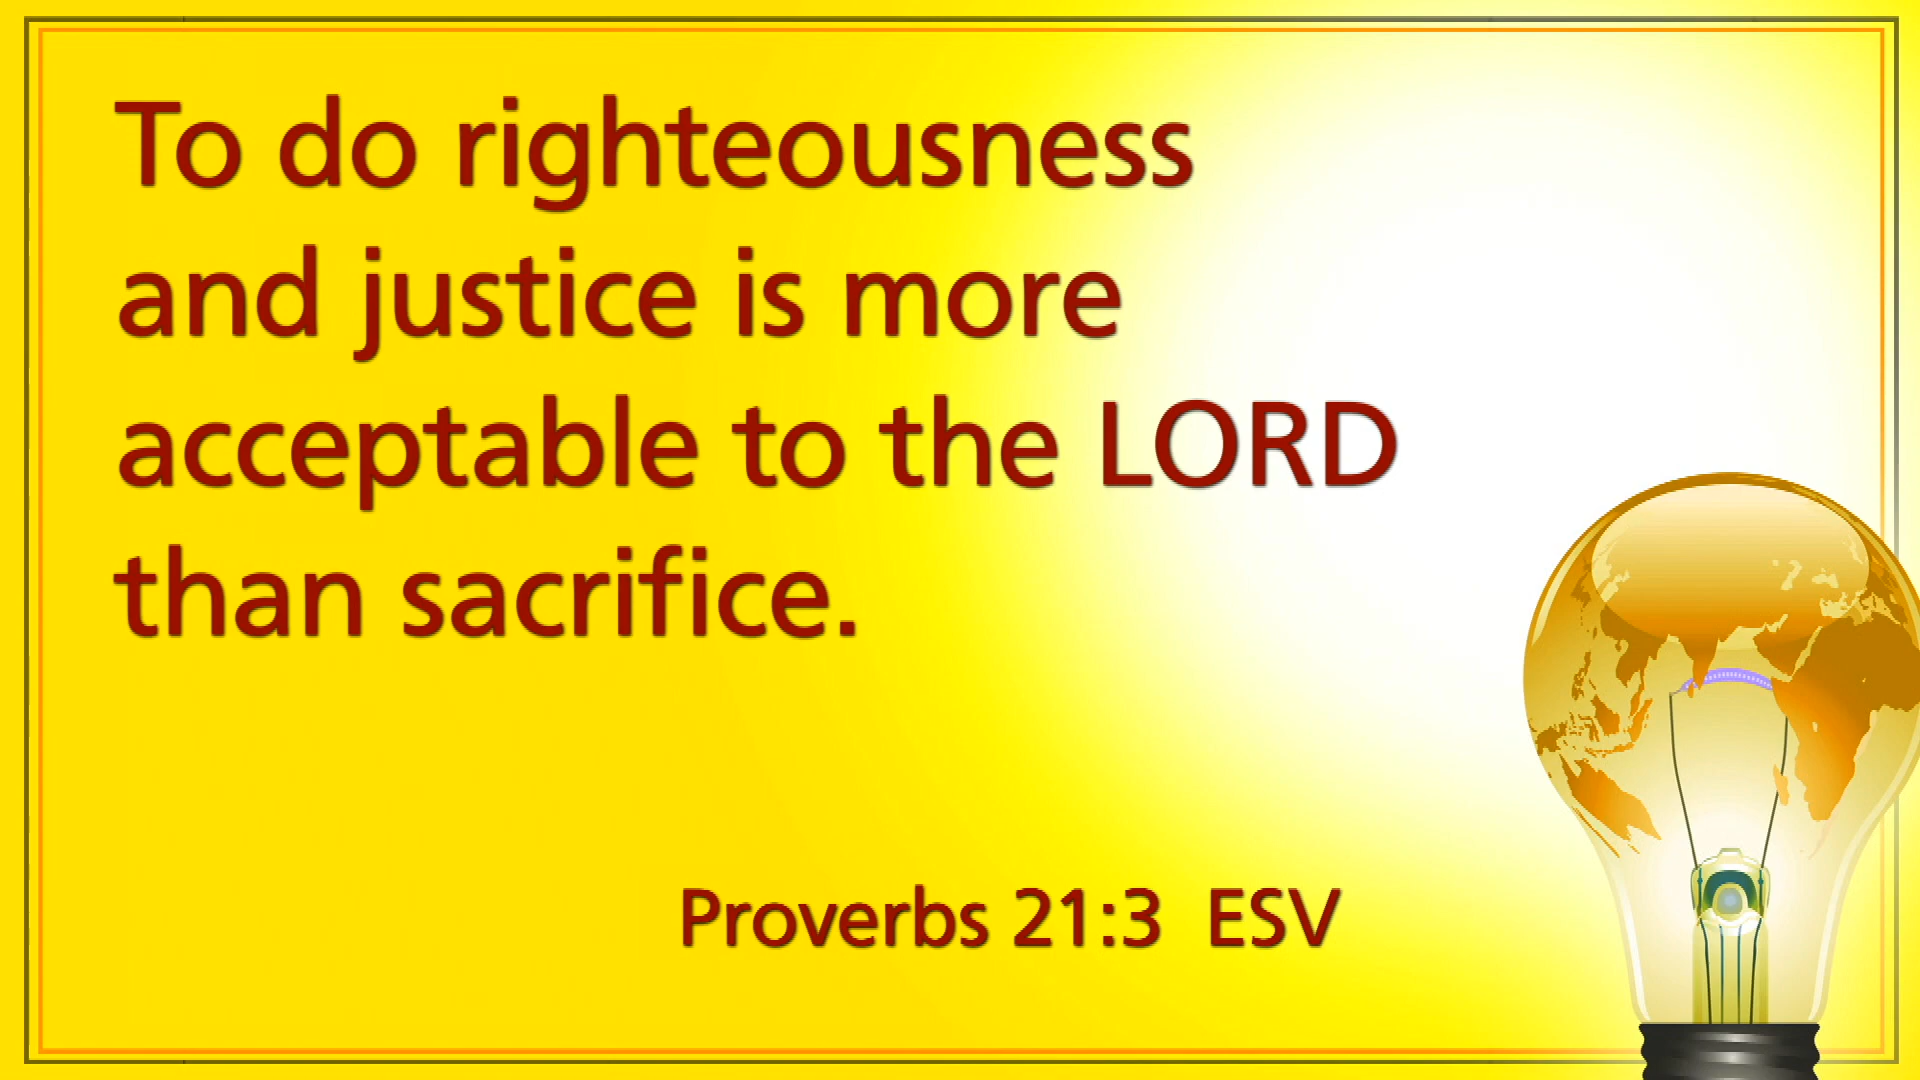 To do righteousness
and justice is more
acceptable to the LORD
than sacrifice.
Proverbs 21:3 ESV